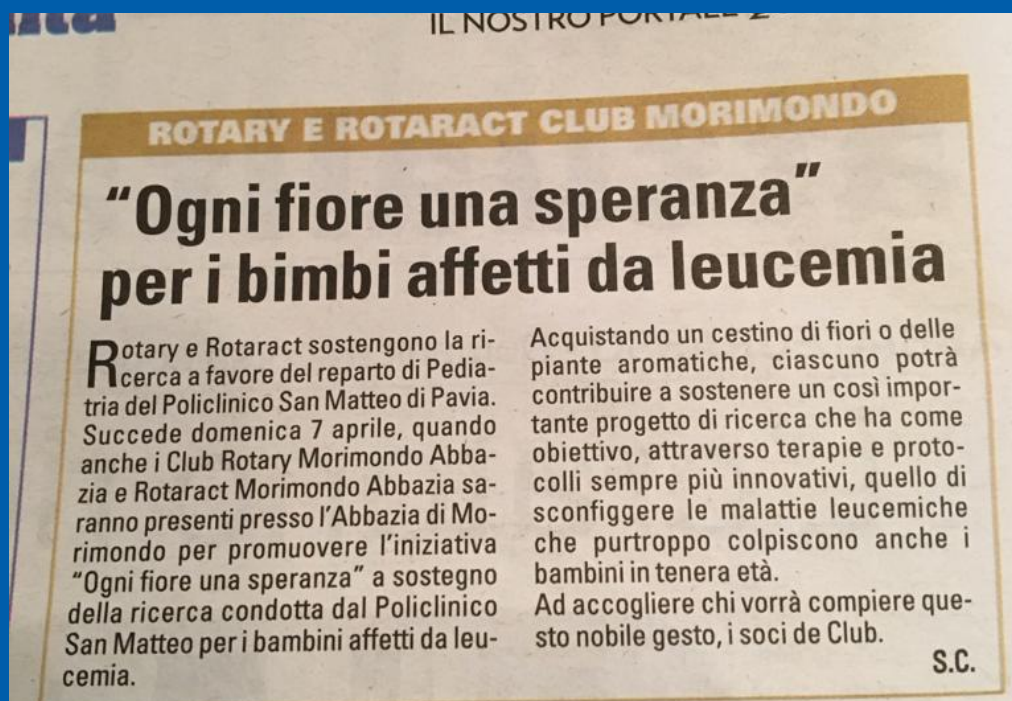 IL NOSTRO PORTALE
ROTARY E ROTARACT CLUB MORIMONDO
“Ogni fiore una speranza”
per i bimbi affetti da leucemia
Rotary e Rotaract sostengono la ri-
cerca a favore del reparto di Pedia-
tria del Policlinico San Matteo di Pavia.
Succede domenica 7 aprile, quando
anche i Club Rotary Morimondo Abba-
zia e Rotaract Morimondo Abbazia sa-
ranno presenti presso l’Abbazia di Mo-
rimondo per promuovere l’iniziativa
“Ogni fiore una speranza” a sostegno
della ricerca condotta dal Policlinico
San Matteo per i bambini affetti da leu-
cemia.
Acquistando un cestino di fiori o delle
piante aromatiche, ciascuno potrà
contribuire a sostenere un così impor-
tante progetto di ricerca che ha come
obiettivo, attraverso terapie e proto-
colli sempre più innovativi, quello di
sconfiggere le malattie leucemiche
che purtroppo colpiscono anche i
bambini in tenera età.
Ad accogliere chi vorrà compiere que-
sto nobile gesto, i soci de Club.
S.C.